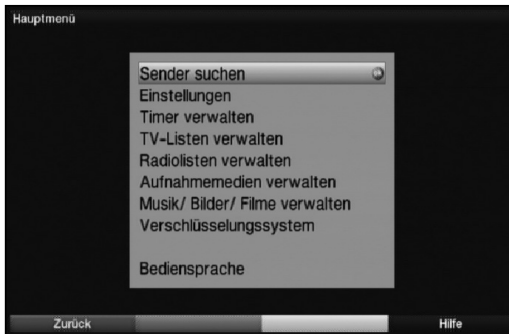 Hauptmenü
Sender suchen
Einstellungen
Timer verwalten
TV-Listen verwalten
Radiolisten verwalten
Aufnahmemedien verwalten
Musik/ Bilder/ Filme verwalten
Verschlüsselungssystem
Bediensprache
Zurück
Hilfe